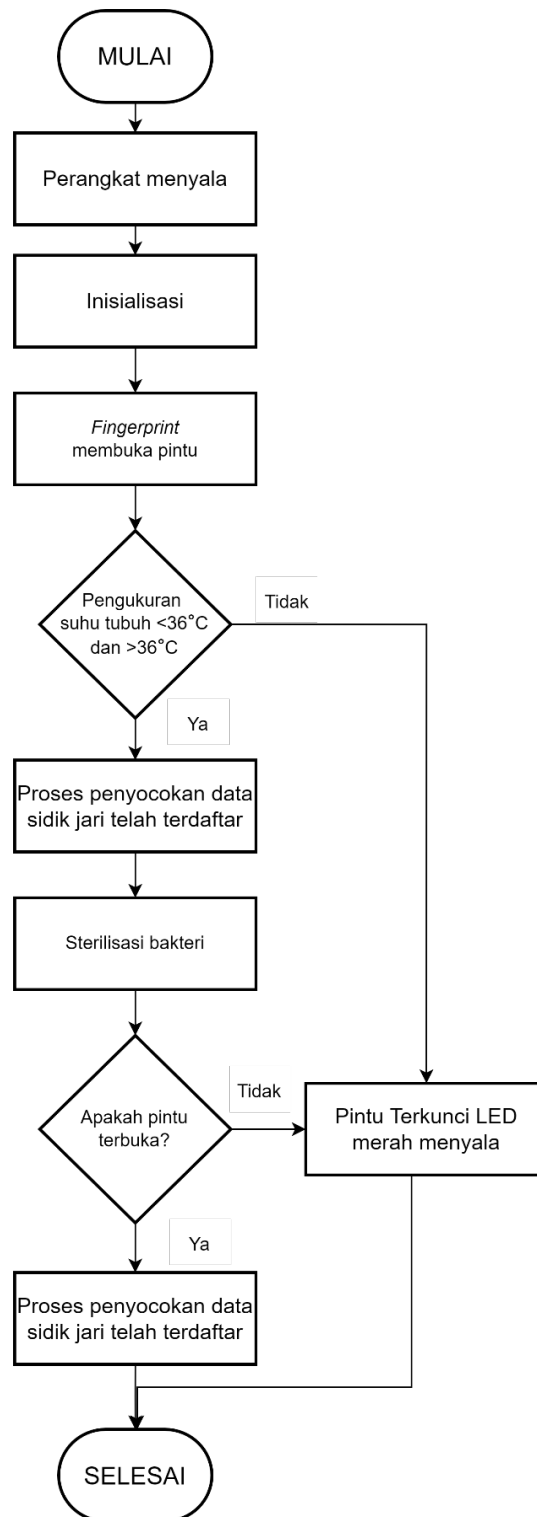 MULAI
Perangkat menyala
Inisialisasi
Fingerprint
membuka pintu
Pengukuran
suhu tubuh <36°C
dan >36°C
Tidak
Ya
Proses penyocokan data
sidik jari telah terdaftar
Sterilisasi bakteri
Apakah pintu
terbuka?
Tidak
Pintu Terkunci LED
merah menyala
Ya
Proses penyocokan data
sidik jari telah terdaftar
SELESAI